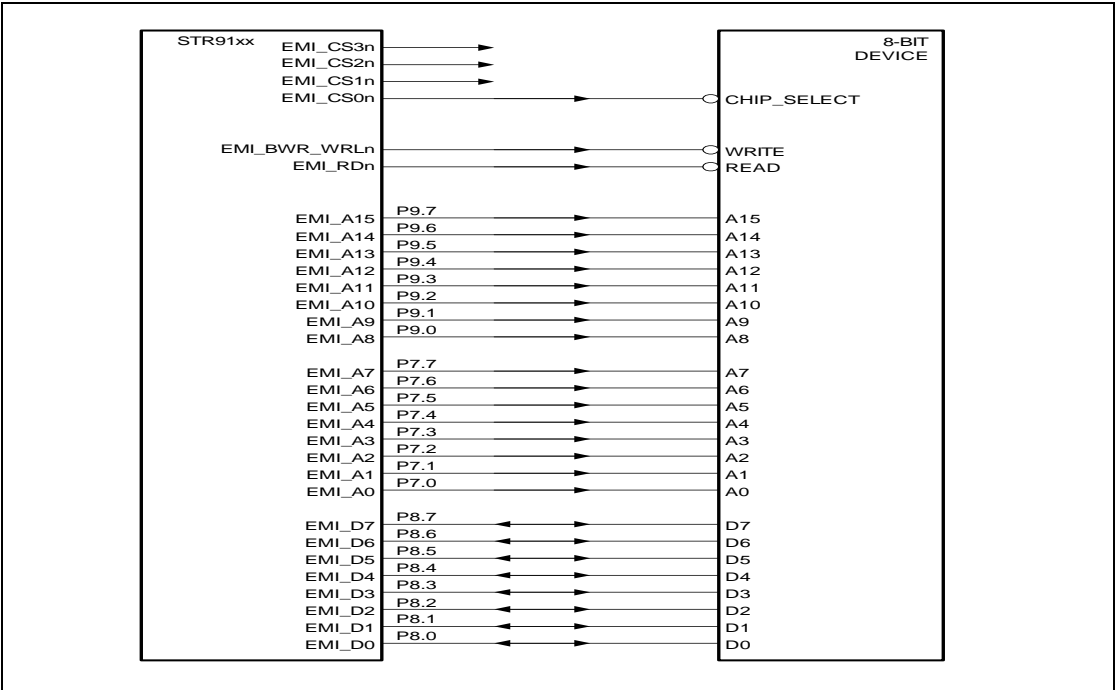 STR91xx EMI_CS3n 8-BIT
EMI_CS2n DEVICE
EMI_CS1n
EMI_CS0n CHIP_SELECT
EMI_BWR_WRLn WRITE
EMI_RDn READ
EMI_A15 P9.7 A15
EMI_A14 P9.6 A14
EMI_A13 P9.5 A13
EMI_A12 P9.4 A12
EMI_A11 P9.3 A11
EMI_A10 P9.2 A10
EMI_A9 P9.1 A9
EMI_A8 P9.0 A8
EMI_A7 P7.7 A7
EMI_A6 P7.6 A6
EMI_A5 P7.5 A5
EMI_A4 P7.4 A4
EMI_A3 P7.3 A3
EMI_A2 P7.2 A2
EMI_A1 P7.1 A1
EMI_A0 P7.0 A0
EMI_D7 P8.7 D7
EMI_D6 P8.6 D6
EMI_D5 P8.5 D5
EMI_D4 P8.4 D4
EMI_D3 P8.3 D3
EMI_D2 P8.2 D2
EMI_D1 P8.1 D1
EMI_D0 P8.0 D0